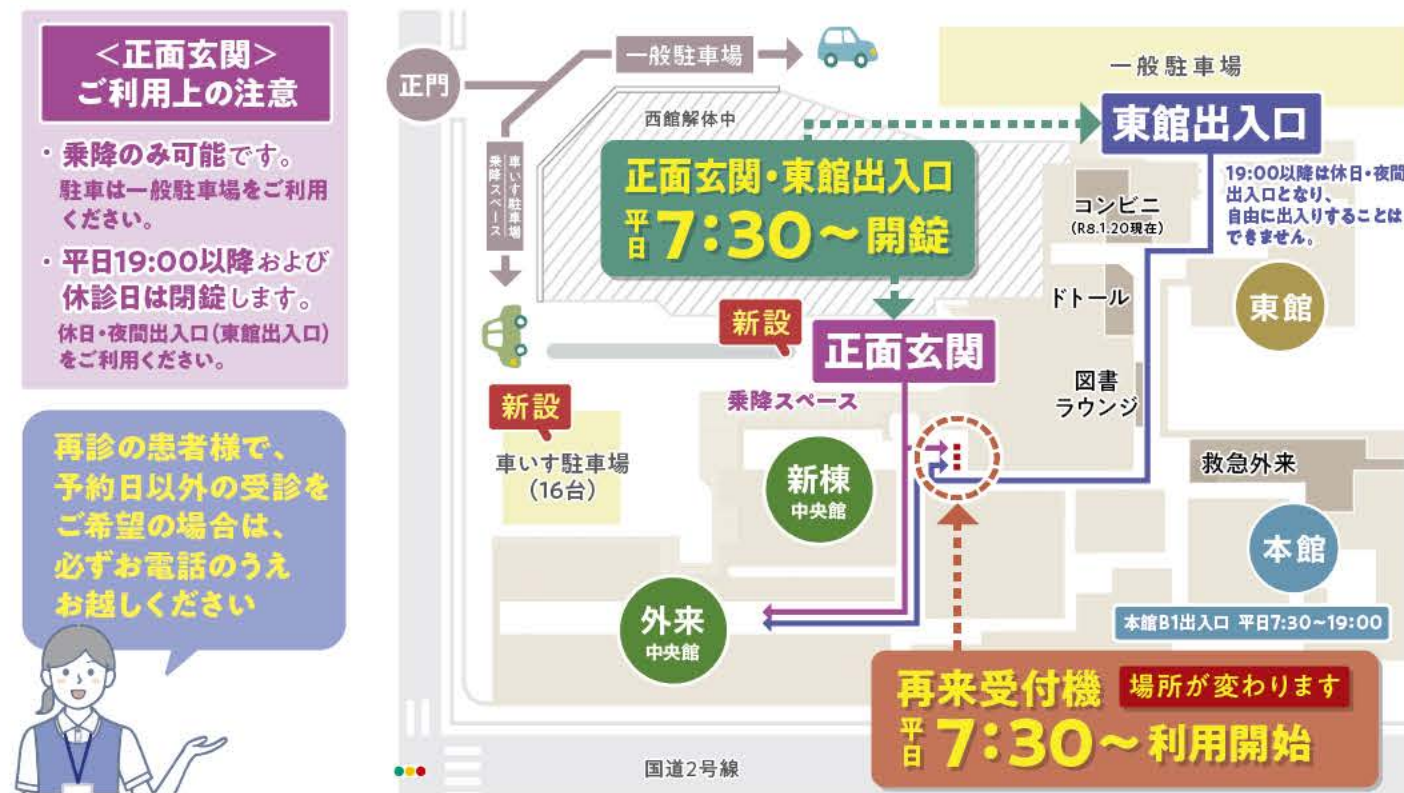 <正面玄関>
ご利用上の注意
・乗降のみ可能です。
駐車は一般駐車場をご利用
ください。
・平日19:00以降および
休診日は閉錠します。
休日・夜間出入口(東館出入口)
をご利用ください。
再診の患者様で、
予約日以外の受診を
ご希望の場合は、
必ずお電話のうえ
お越しください
正門
一般駐車場
一般駐車場
西館解体中
車いす駐車場
乗降スペース
正面玄関・東館出入口
平日7:30~開錠
東館出入口
19:00以降は休日・夜間
出入口となり、
自由に出入りすることは
できません。
コンビニ
(R8.1.20現在)
ドトール
東館
新設
正面玄関
図書
ラウンジ
新設
乗降スペース
車いす駐車場
(16台)
新棟
中央館
救急外来
本館
外来
中央館
本館B1出入口 平日7:30~19:00
再来受付機 場所が変わります
平日7:30~利用開始
国道2号線